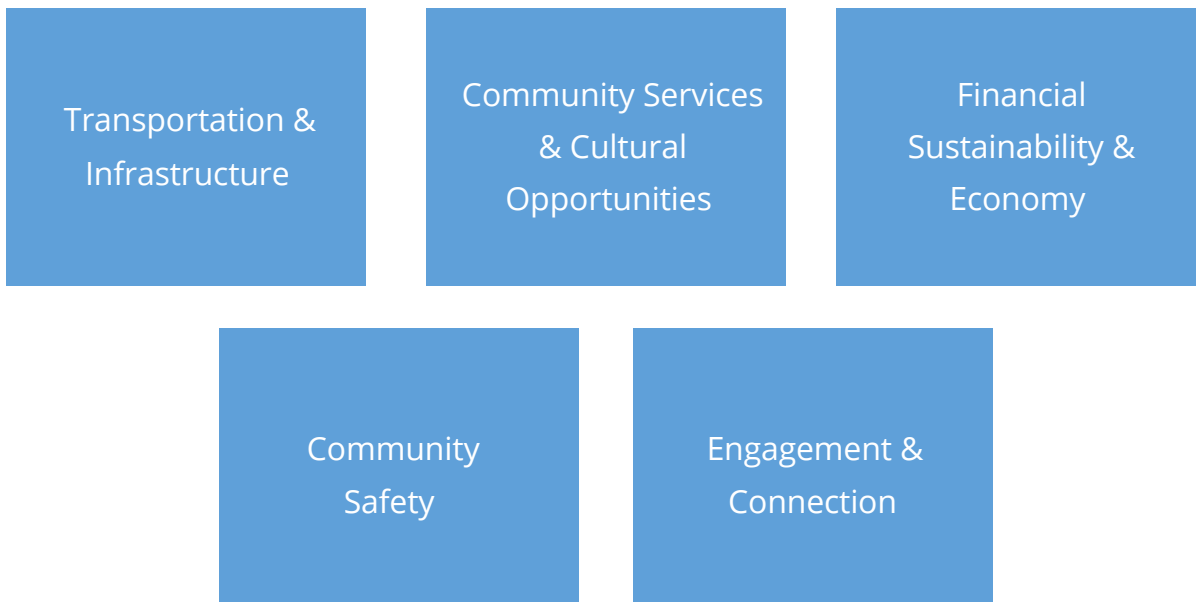 Transportation &
Infrastructure
Community Services
& Cultural
Opportunities
Financial
Sustainability &
Economy
Community
Safety
Engagement &
Connection